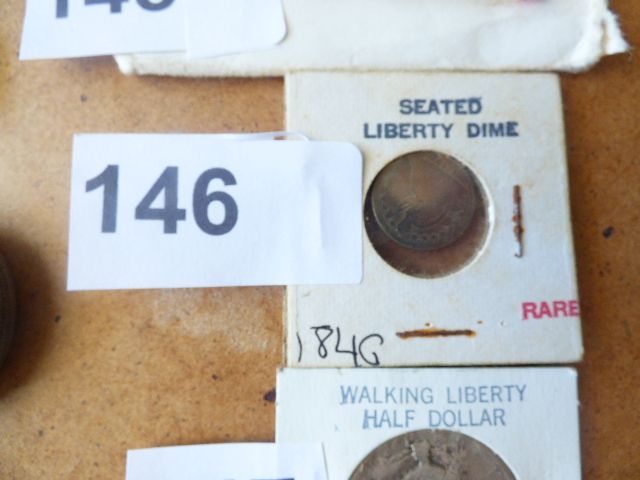 SEATED
LIBERTY DIME
146
RARE
1846
WALKING LIBERTY
HALF DOLLAR